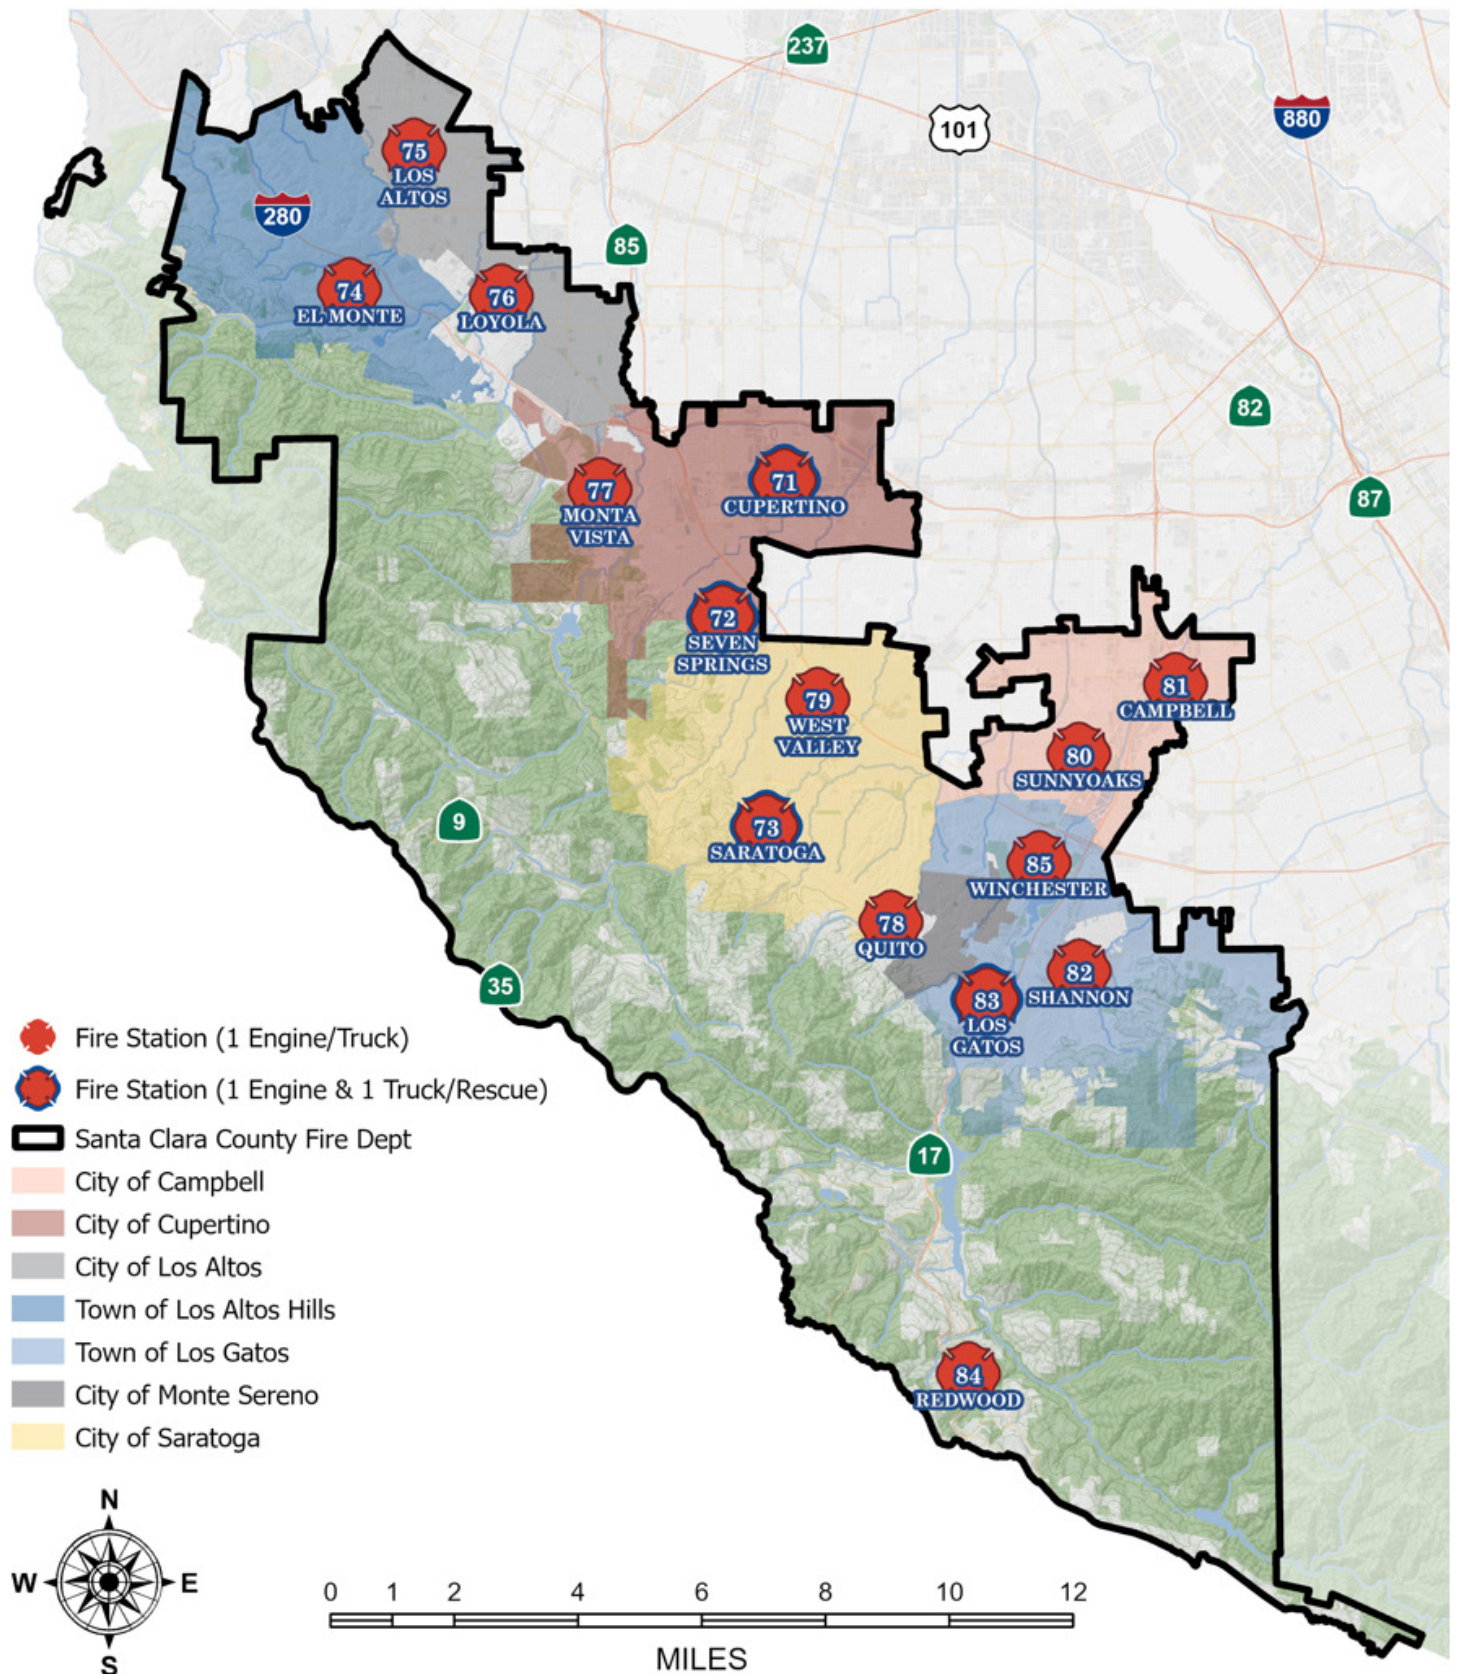 237
880
101
75
LOS
ALTOS
280
85
74
EL MONTE
76
LOYOLA
82
87
71
CUPERTINO
77
MONTA
VISTA
72
SEVEN
SPRINGS
79
WEST
VALLEY
81
CAMPBELL
80
SUNNYOAKS
9
73
SARATOGA
85
WINCHESTER
78
QUITO
82
SHANNON
83
LOS
GATOS
35
17
84
REDWOOD
Fire Station (1 Engine/Truck)
Fire Station (1 Engine & 1 Truck/Rescue)
Santa Clara County Fire Dept
City of Campbell
City of Cupertino
City of Los Altos
Town of Los Altos Hills
Town of Los Gatos
City of Monte Sereno
City of Saratoga
N
W E
S
0 1 2 4 6 8 10 12
MILES